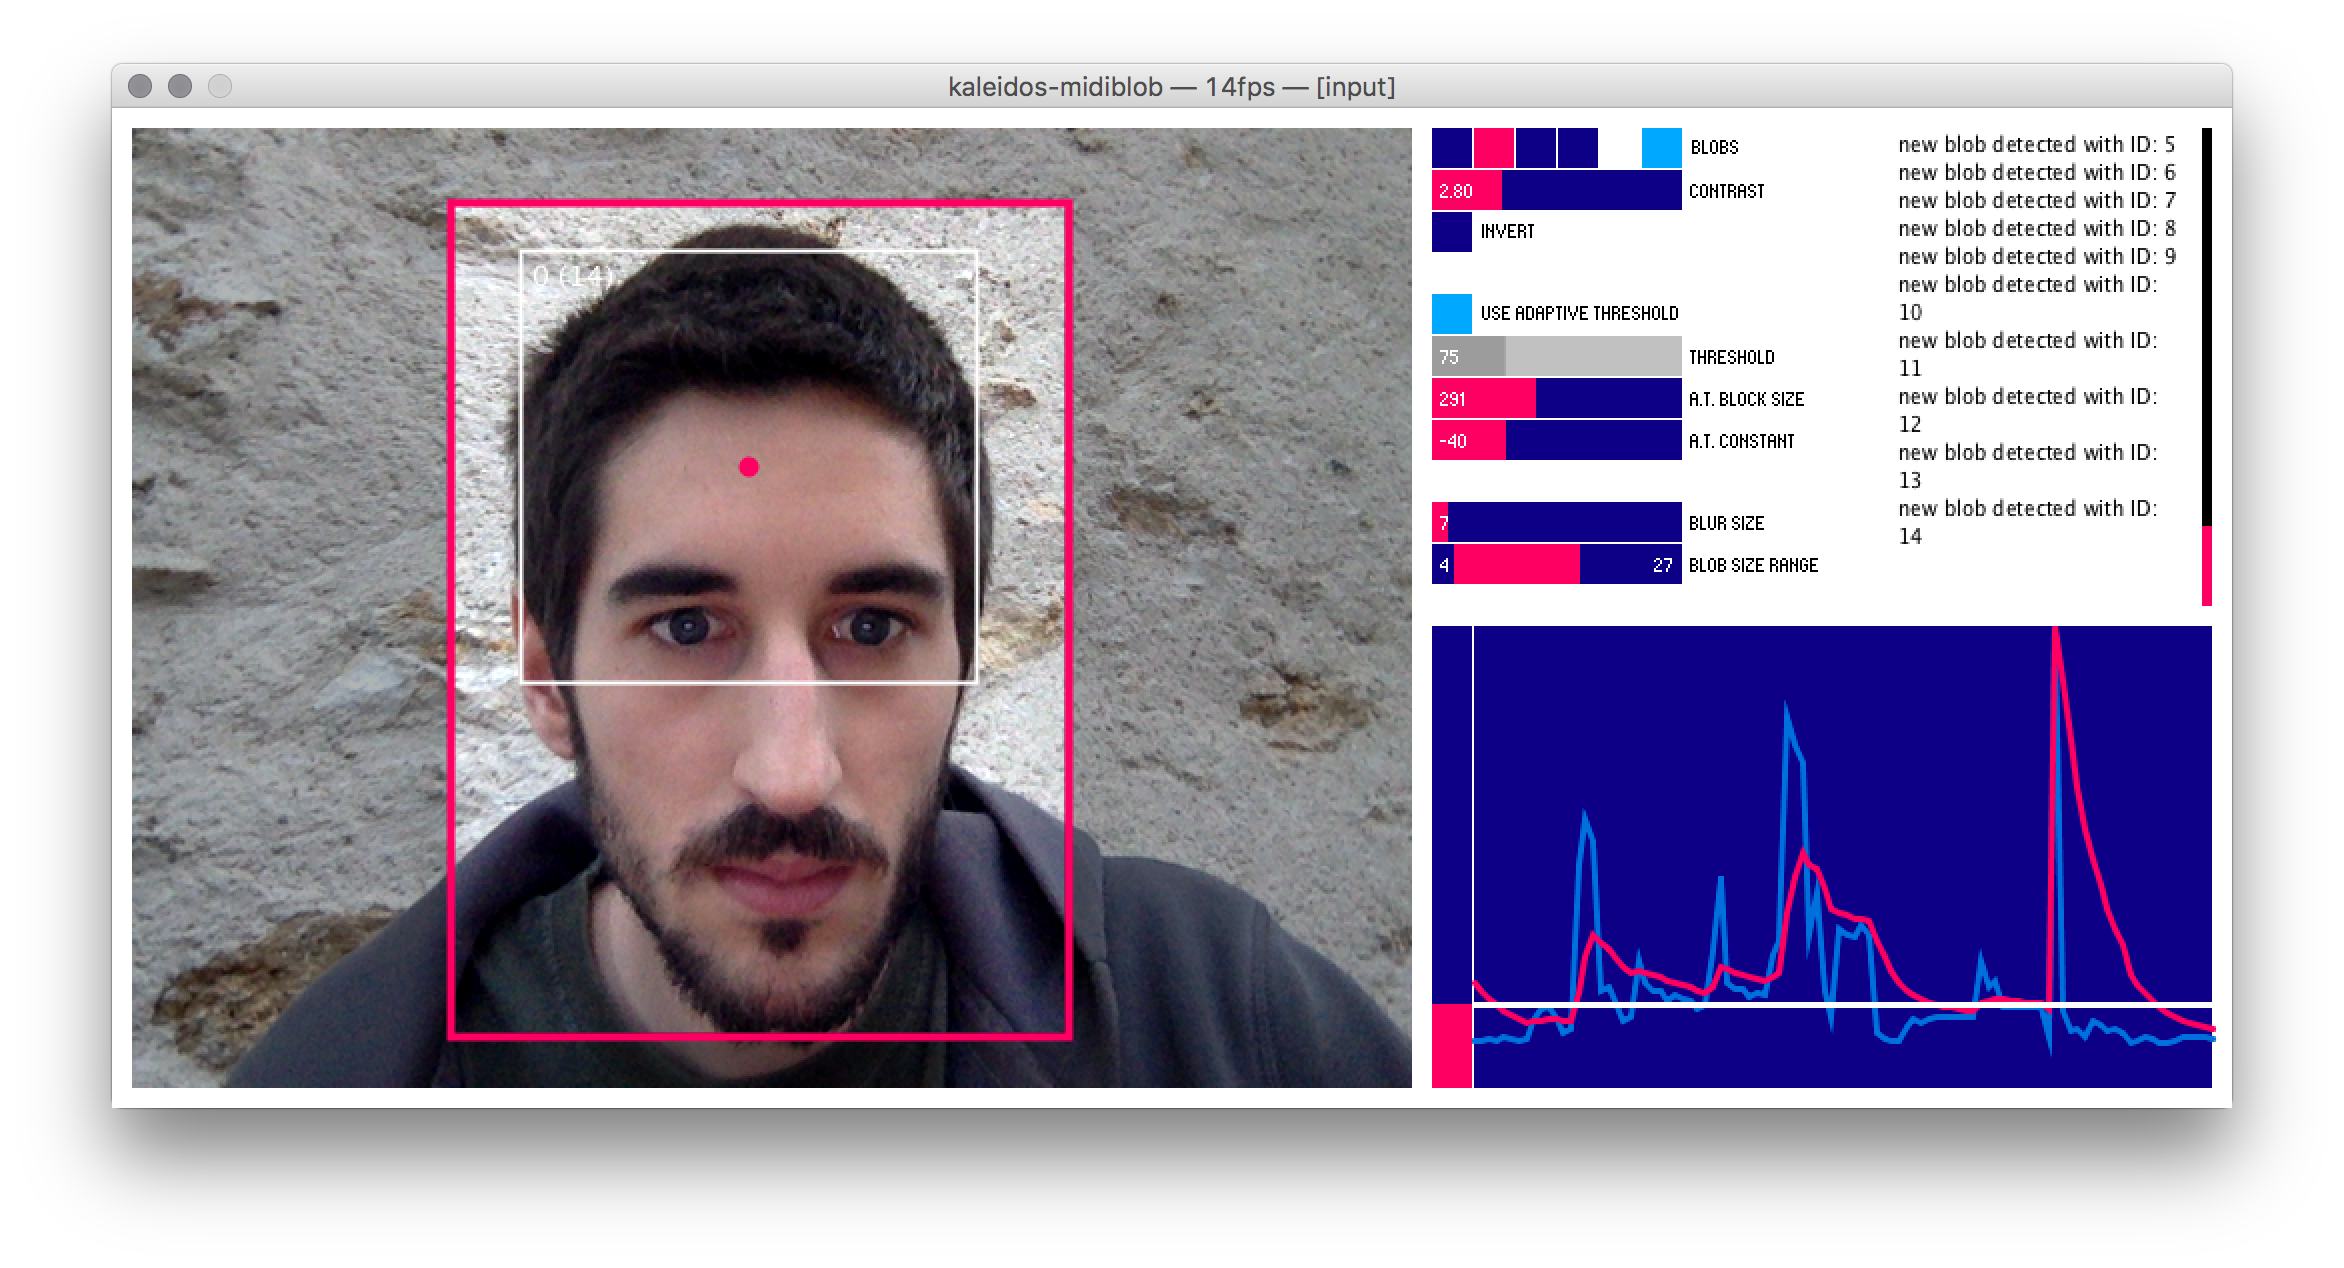 kaleidos-midiblob — 14fps — [input]
0 (14)
BLOBS
2.80
CONTRAST
INVERT
USE ADAPTIVE THRESHOLD
75
THRESHOLD
291
A.T. BLOCK SIZE
-40
A.T. CONSTANT
7
BLUR SIZE
4
27
BLOB SIZE RANGE
new blob detected with ID: 5
new blob detected with ID: 6
new blob detected with ID: 7
new blob detected with ID: 8
new blob detected with ID: 9
new blob detected with ID:
10
new blob detected with ID:
11
new blob detected with ID:
12
new blob detected with ID:
13
new blob detected with ID:
14